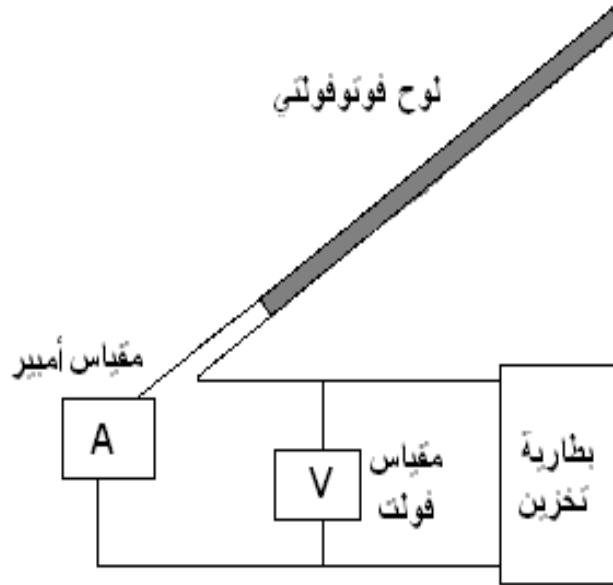 لوح فوتوفولتي
مقياس أمبير
A
V
مقياس
فولت
بطارية
تخزين